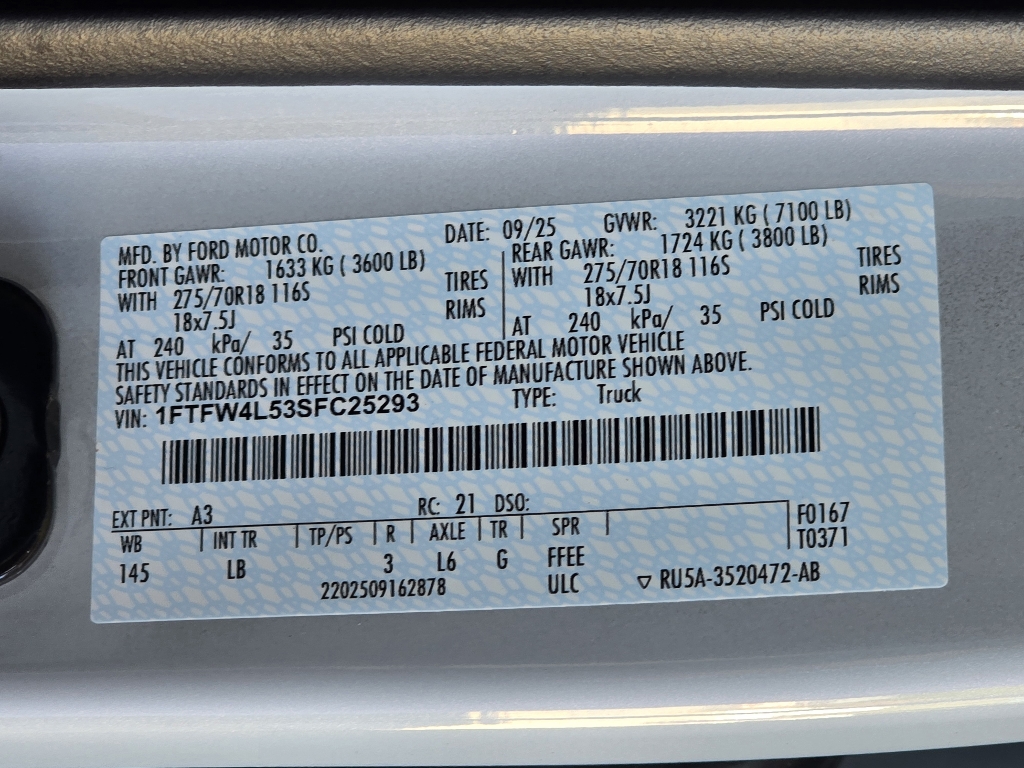 MFD. BY FORD MOTOR CO. DATE: 09/25 GVWR: 3221 KG ( 7100 LB)
FRONT GAWR: 1633 KG ( 3600 LB) REAR GAWR: 1724 KG ( 3800 LB)
WITH 275/70R18 116S TIRES WITH 275/70R18 116S TIRES
18x7.5J RIMS 18x7.5J RIMS
AT 240 kPa/ 35 PSI COLD AT 240 kPa/ 35 PSI COLD
THIS VEHICLE CONFORMS TO ALL APPLICABLE FEDERAL MOTOR VEHICLE
SAFETY STANDARDS IN EFFECT ON THE DATE OF MANUFACTURE SHOWN ABOVE.
VIN: 1FTFW4L53SFC25293 TYPE: Truck
EXT PNT: A3 RC: 21 DSO: F0167
WB INT TR TP/PS R AXLE TR SPR T0371
145 LB 3 L6 G FFEE
2202509162878 ULC ▽ RU5A-3520472-AB